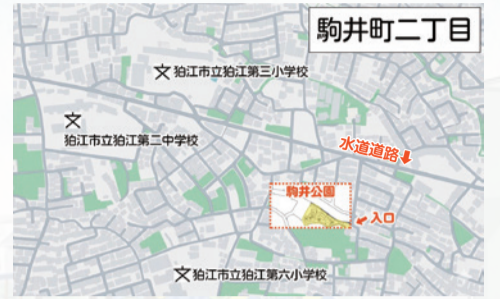 駒井町二丁目
狛江市立狛江第三小学校
狛江市立狛江第二中学校
水道道路
駒井公園
入口
狛江市立狛江第六小学校